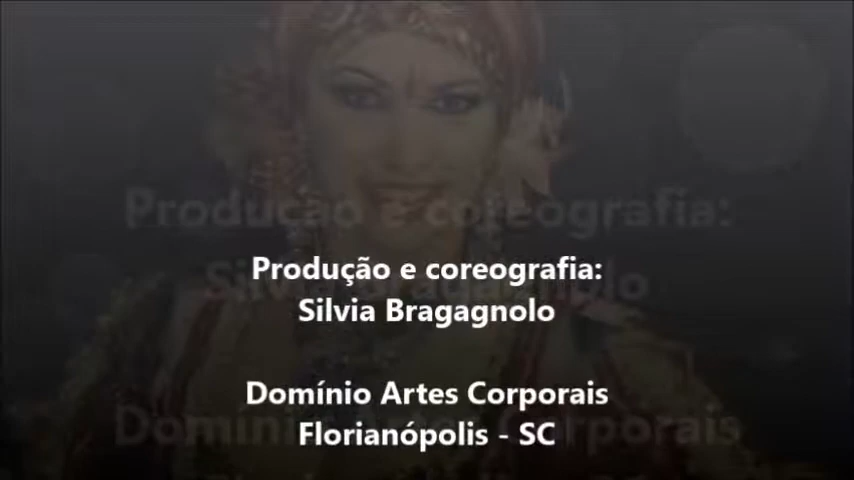 Produção e coreografia:
Silvia Bragagnolo
Domínio Artes Corporais
Florianópolis - SC